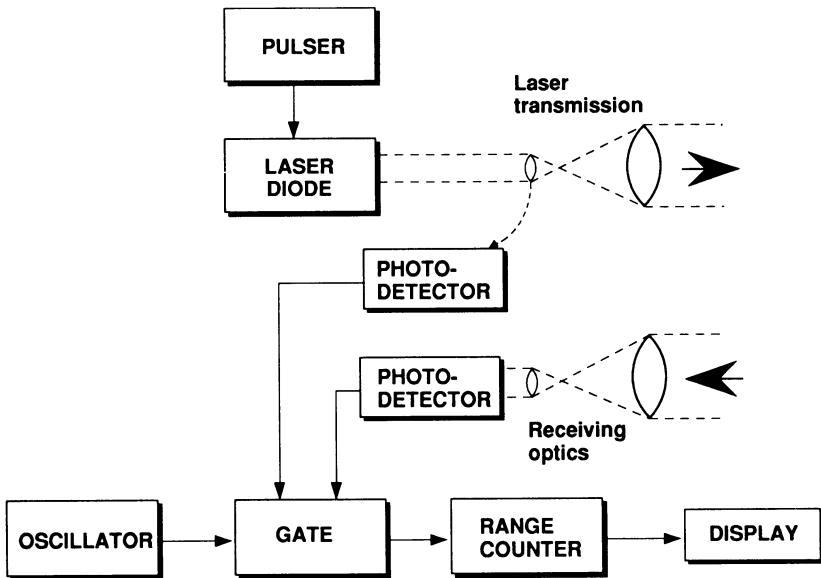 PULSER
Laser
transmission
LASER
DIODE
PHOTO-
DETECTOR
PHOTO-
DETECTOR
Receiving
optics
OSCILLATOR
GATE
RANGE
COUNTER
DISPLAY